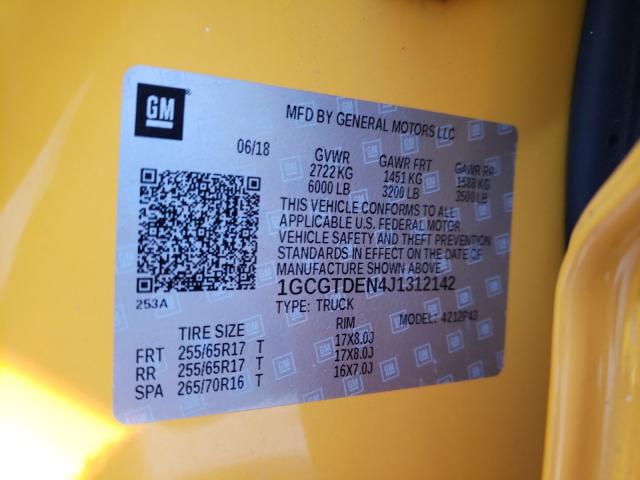 GM
MFD BY GENERAL MOTORS LLC
06/18
GVWR GAWR FRT GAWR RR
2722 KG 1451 KG 1588 KG
6000 LB 3200 LB 3500 LB
THIS VEHICLE CONFORMS TO ALL
APPLICABLE U.S. FEDERAL MOTOR
VEHICLE SAFETY AND THEFT PREVENTION
STANDARDS IN EFFECT ON THE DATE OF
MANUFACTURE SHOWN ABOVE
1GCGTDEN4J1312142
253A
TYPE: TRUCK
MODEL:
TIRE SIZE RIM
FRT 255/65R17 T 17X8.0J
RR 255/65R17 T 17X8.0J
SPA 265/70R16 T 16X7.0J